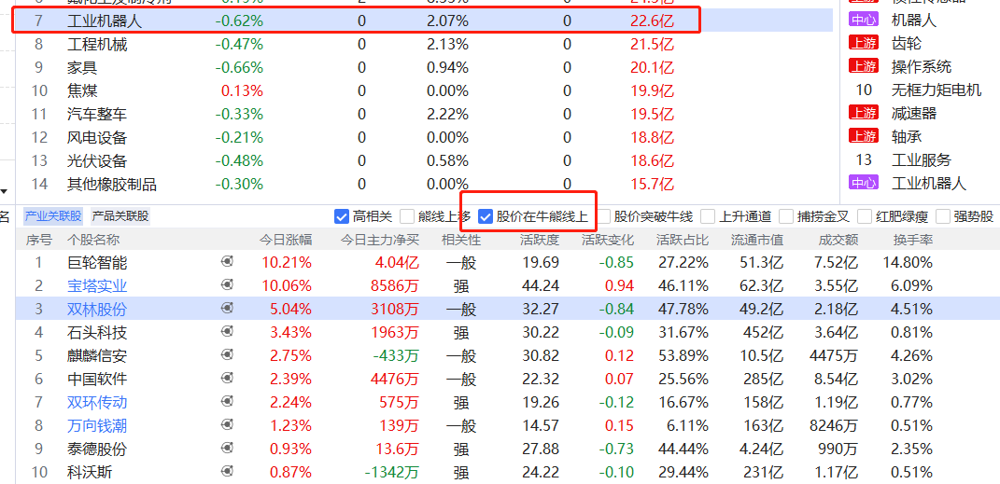 7 工业机器人 -0.62% 0 2.07% 0 22.6亿 中心 机器人
8 工程机械 -0.47% 0 2.13% 0 21.5亿 上游 齿轮
9 家具 -0.66% 0 0.94% 0 20.1亿 上游 操作系统
10 焦煤 0.13% 0 0.00% 0 19.9亿 10 无框力矩电机
11 汽车整车 -0.33% 0 2.22% 0 19.5亿 上游 减速器
12 风电设备 -0.21% 0 0.00% 0 18.8亿 上游 轴承
13 光伏设备 -0.48% 0 0.58% 0 18.6亿 13 工业服务
14 其他橡胶制品 -0.30% 0 0.00% 0 15.7亿 中心 工业机器人
名 产业关联股 产品关联股 高相关 熊线上移 股价在牛熊线上 股价突破牛线 上升通道 捕捞金叉 红肥绿瘦 强势股
序号 个股名称 今日涨幅 今日主力净买 相关性 活跃度 活跃变化 活跃占比 流通市值 成交额 换手率
1 巨轮智能 10.21% 4.04亿 一般 19.69 -0.85 27.22% 51.3亿 7.52亿 14.80%
2 宝塔实业 10.06% 8586万 强 44.24 0.94 46.11% 62.3亿 3.55亿 6.09%
3 双林股份 5.04% 3108万 一般 32.27 -0.84 47.78% 49.2亿 2.18亿 4.51%
4 石头科技 3.43% 1963万 强 30.22 -0.09 31.67% 452亿 3.64亿 0.81%
5 麒麟信安 2.75% -433万 一般 30.82 0.12 53.89% 10.5亿 4475万 4.26%
6 中国软件 2.39% 4476万 一般 22.32 0.07 25.56% 285亿 8.54亿 3.02%
7 双环传动 2.24% 575万 强 19.26 -0.12 16.67% 158亿 1.19亿 0.77%
8 万向钱潮 1.23% 139万 一般 14.57 0.15 6.11% 163亿 8246万 0.51%
9 泰德股份 0.93% 13.6万 强 27.88 -0.73 44.44% 4.24亿 990万 2.35%
10 科沃斯 0.87% -1342万 强 24.22 -0.10 29.44% 231亿 1.17亿 0.51%